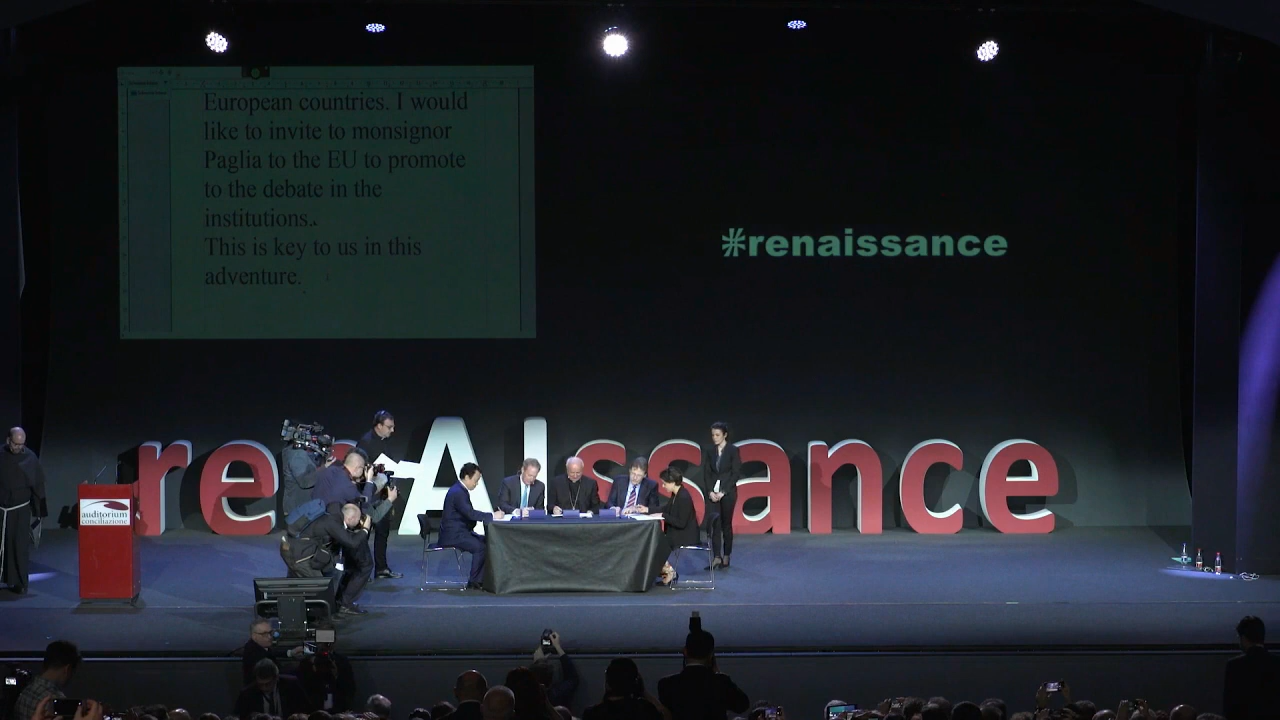 European countries. I would
like to invite to monsignor
Paglia to the EU to promote
to the debate in the
institutions..
This is key to us in this
adventure.
#renaissance
reAIssance
auditorium
conciliazione